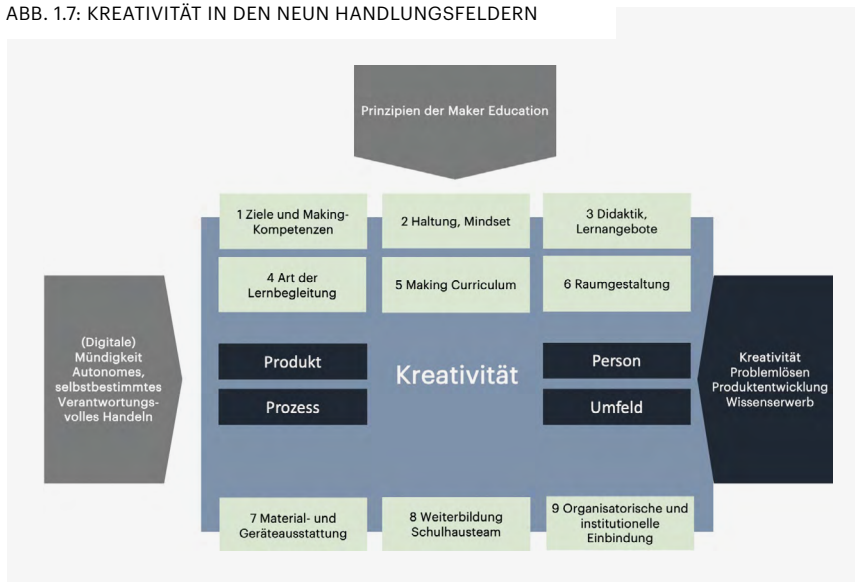 ABB. 1.7: KREATIVITÄT IN DEN NEUN HANDLUNGSFELDERN
Prinzipien der Maker Education
1 Ziele und Making-
Kompetenzen
2 Haltung, Mindset
3 Didaktik,
Lernangebote
4 Art der
Lernbegleitung
5 Making Curriculum
6 Raumgestaltung
(Digitale)
Mündigkeit
Autonomes,
selbstbestimmtes
Verantwortungs-
volles Handeln
Produkt
Prozess
Kreativität
Person
Umfeld
Kreativität
Problemlösen
Produktentwicklung
Wissenserwerb
7 Material- und
Geräteausstattung
8 Weiterbildung
Schulhausteam
9 Organisatorische und
institutionelle
Einbindung